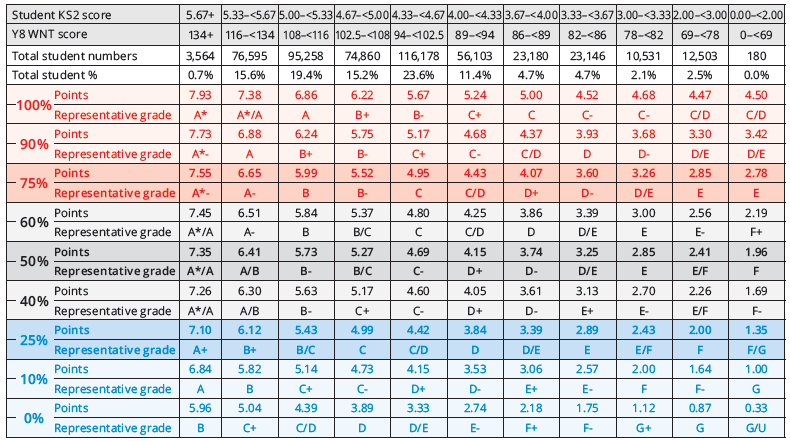 Student KS2 score 5.67+ 5.33–<5.67 5.00–<5.33 4.67–<5.00 4.33–<4.67 4.00–<4.33 3.67–<4.00 3.33–<3.67 3.00–<3.33 2.00–<3.00 0.00–<2.00
Y8 WNT score 134+ 116–<134 108–<116 102.5–<108 94–<102.5 89–<94 86–<89 82–<86 78–<82 69–<78 0–<69
Total student numbers 3,564 76,595 95,258 74,860 116,178 56,103 23,180 23,146 10,531 12,503 180
Total student % 0.7% 15.6% 19.4% 15.2% 23.6% 11.4% 4.7% 4.7% 2.1% 2.5% 0.0%
100% Points 7.93 7.38 6.86 6.22 5.67 5.24 5.00 4.52 4.68 4.47 4.50
Representative grade A* A*/A A B+ B- C+ C C- C- C/D C/D
90% Points 7.73 6.88 6.24 5.75 5.17 4.68 4.37 3.93 3.68 3.30 3.42
Representative grade A*- A B+ B- C+ C- C/D D D- D/E D/E
75% Points 7.55 6.65 5.99 5.52 4.95 4.43 4.07 3.60 3.26 2.85 2.78
Representative grade A*- A- B B- C C/D D+ D- D/E E E
60% Points 7.45 6.51 5.84 5.37 4.80 4.25 3.86 3.39 3.00 2.56 2.19
Representative grade A*/A A- B B/C C C/D D D/E E E- F+
50% Points 7.35 6.41 5.73 5.27 4.69 4.15 3.74 3.25 2.85 2.41 1.96
Representative grade A*/A A/B B- B/C C- D+ D- D/E E E/F F
40% Points 7.26 6.30 5.63 5.17 4.60 4.05 3.61 3.13 2.70 2.26 1.69
Representative grade A*/A A/B B- C+ C- D+ D- E+ E- E/F F-
25% Points 7.10 6.12 5.43 4.99 4.42 3.84 3.39 2.89 2.43 2.00 1.35
Representative grade A+ B+ B/C C C/D D D/E E E/F F F/G
10% Points 6.84 5.82 5.14 4.73 4.15 3.53 3.06 2.57 2.00 1.64 1.00
Representative grade A B C+ C- D+ D- E+ E- F F- G
0% Points 5.96 5.04 4.39 3.89 3.33 2.74 2.18 1.75 1.12 0.87 0.33
Representative grade B C+ C/D D D/E E- F+ F- G+ G G/U